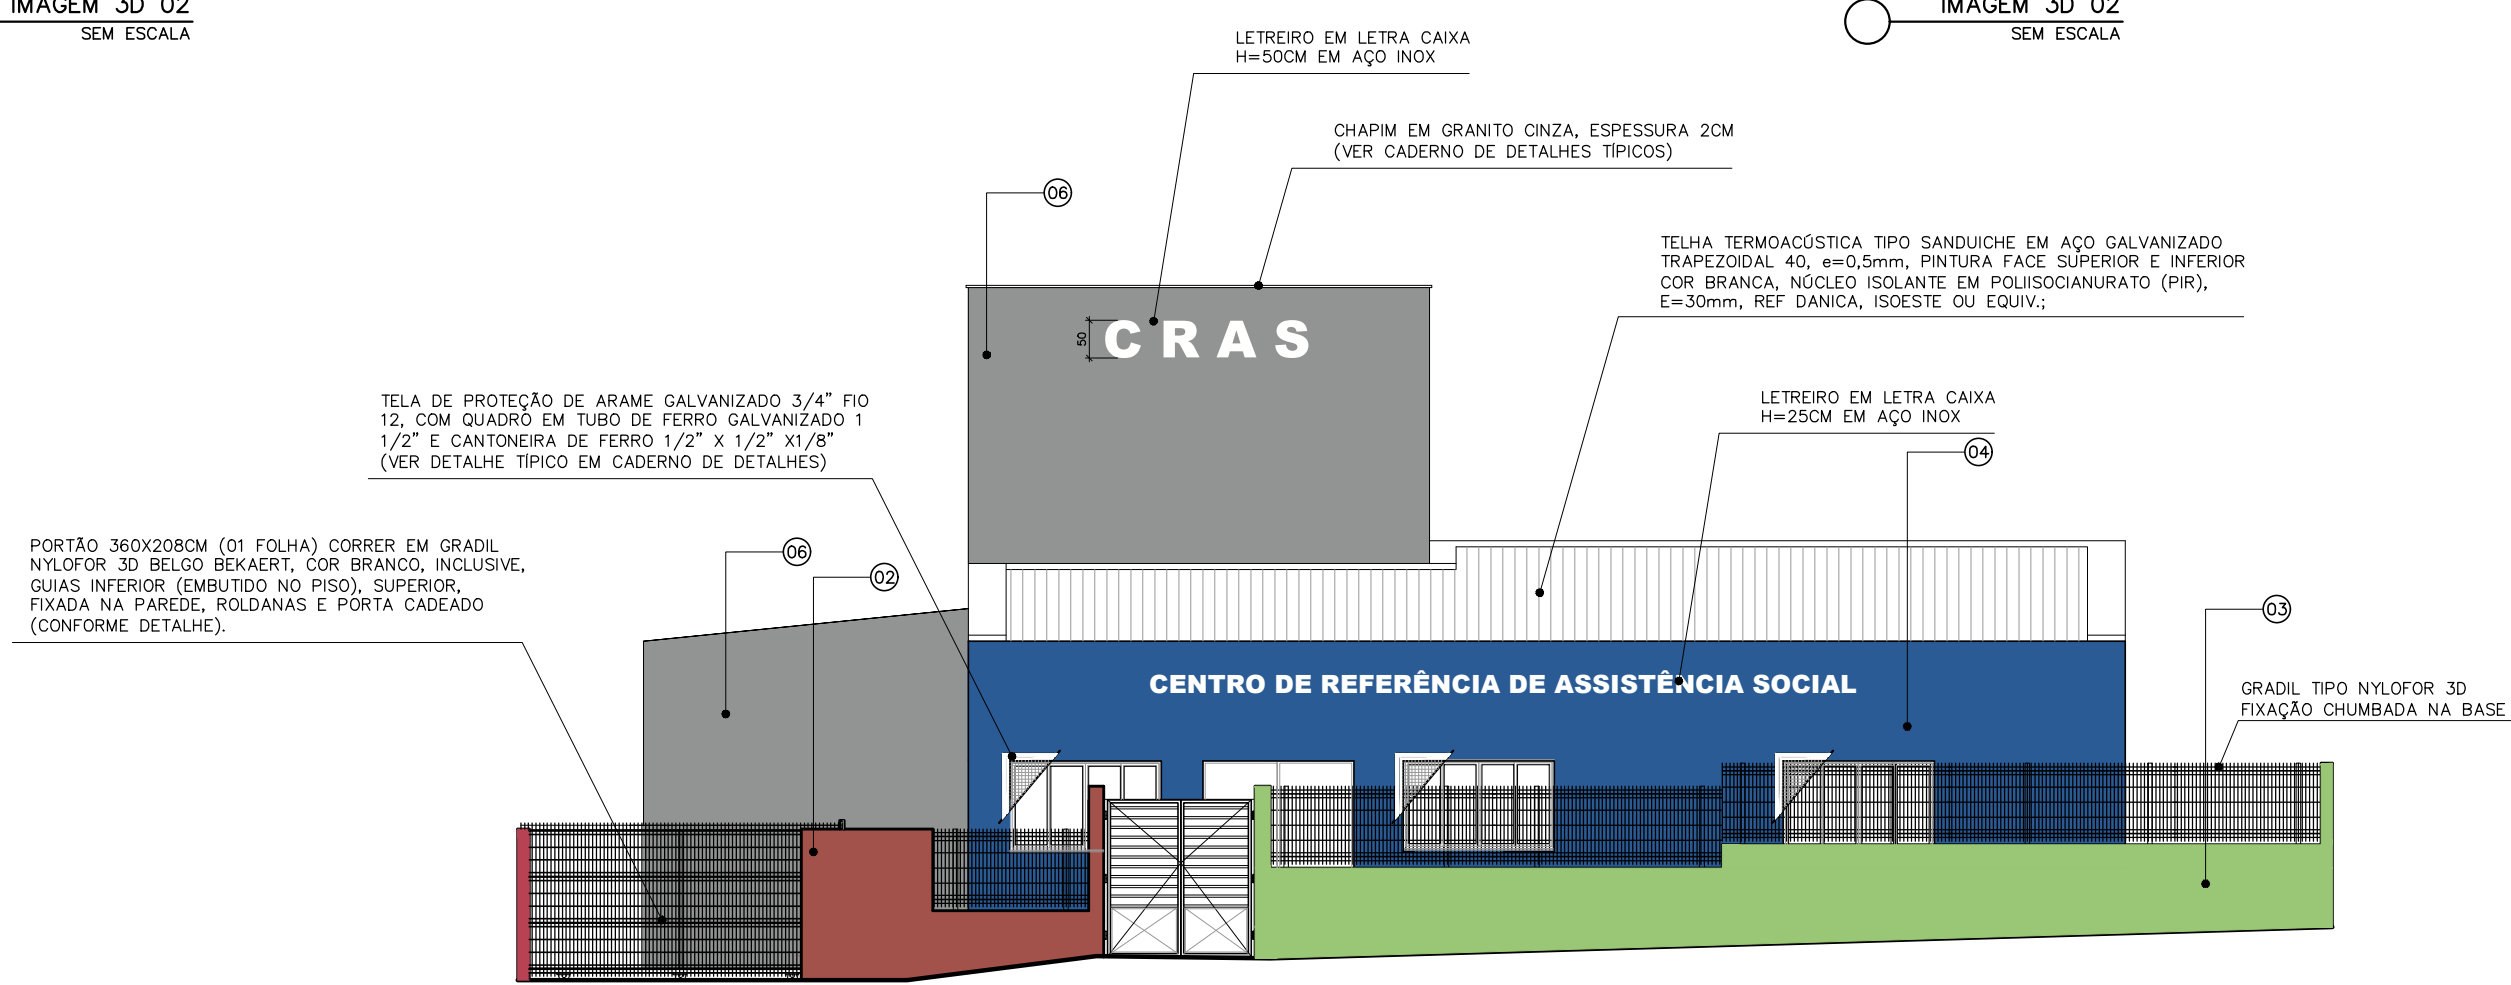 IMAGEM 3D 02
SEM ESCALA
IMAGEM 3D 02
SEM ESCALA
LETREIRO EM LETRA CAIXA
H=50CM EM AÇO INOX
CHAPIM EM GRANITO CINZA, ESPESSURA 2CM
(VER CADERNO DE DETALHES TÍPICOS)
06
TELHA TERMOACÚSTICA TIPO SANDUICHE EM AÇO GALVANIZADO
TRAPEZOIDAL 40, e=0,5mm, PINTURA FACE SUPERIOR E INFERIOR
COR BRANCA, NÚCLEO ISOLANTE EM POLIISOCIANURATO (PIR),
E=30mm, REF DANICA, ISOESTE OU EQUIV.;
50
CRAS
TELA DE PROTEÇÃO DE ARAME GALVANIZADO 3/4" FIO
12, COM QUADRO EM TUBO DE FERRO GALVANIZADO 1
1/2" E CANTONEIRA DE FERRO 1/2" X 1/2" X1/8"
(VER DETALHE TÍPICO EM CADERNO DE DETALHES)
LETREIRO EM LETRA CAIXA
H=25CM EM AÇO INOX
04
PORTÃO 360X208CM (01 FOLHA) CORRER EM GRADIL
NYLOFOR 3D BELGO BEKAERT, COR BRANCO, INCLUSIVE,
GUIAS INFERIOR (EMBUTIDO NO PISO), SUPERIOR,
FIXADA NA PAREDE, ROLDANAS E PORTA CADEADO
(CONFORME DETALHE).
06
02
03
CENTRO DE REFERÊNCIA DE ASSISTÊNCIA SOCIAL
GRADIL TIPO NYLOFOR 3D
FIXAÇÃO CHUMBADA NA BASE